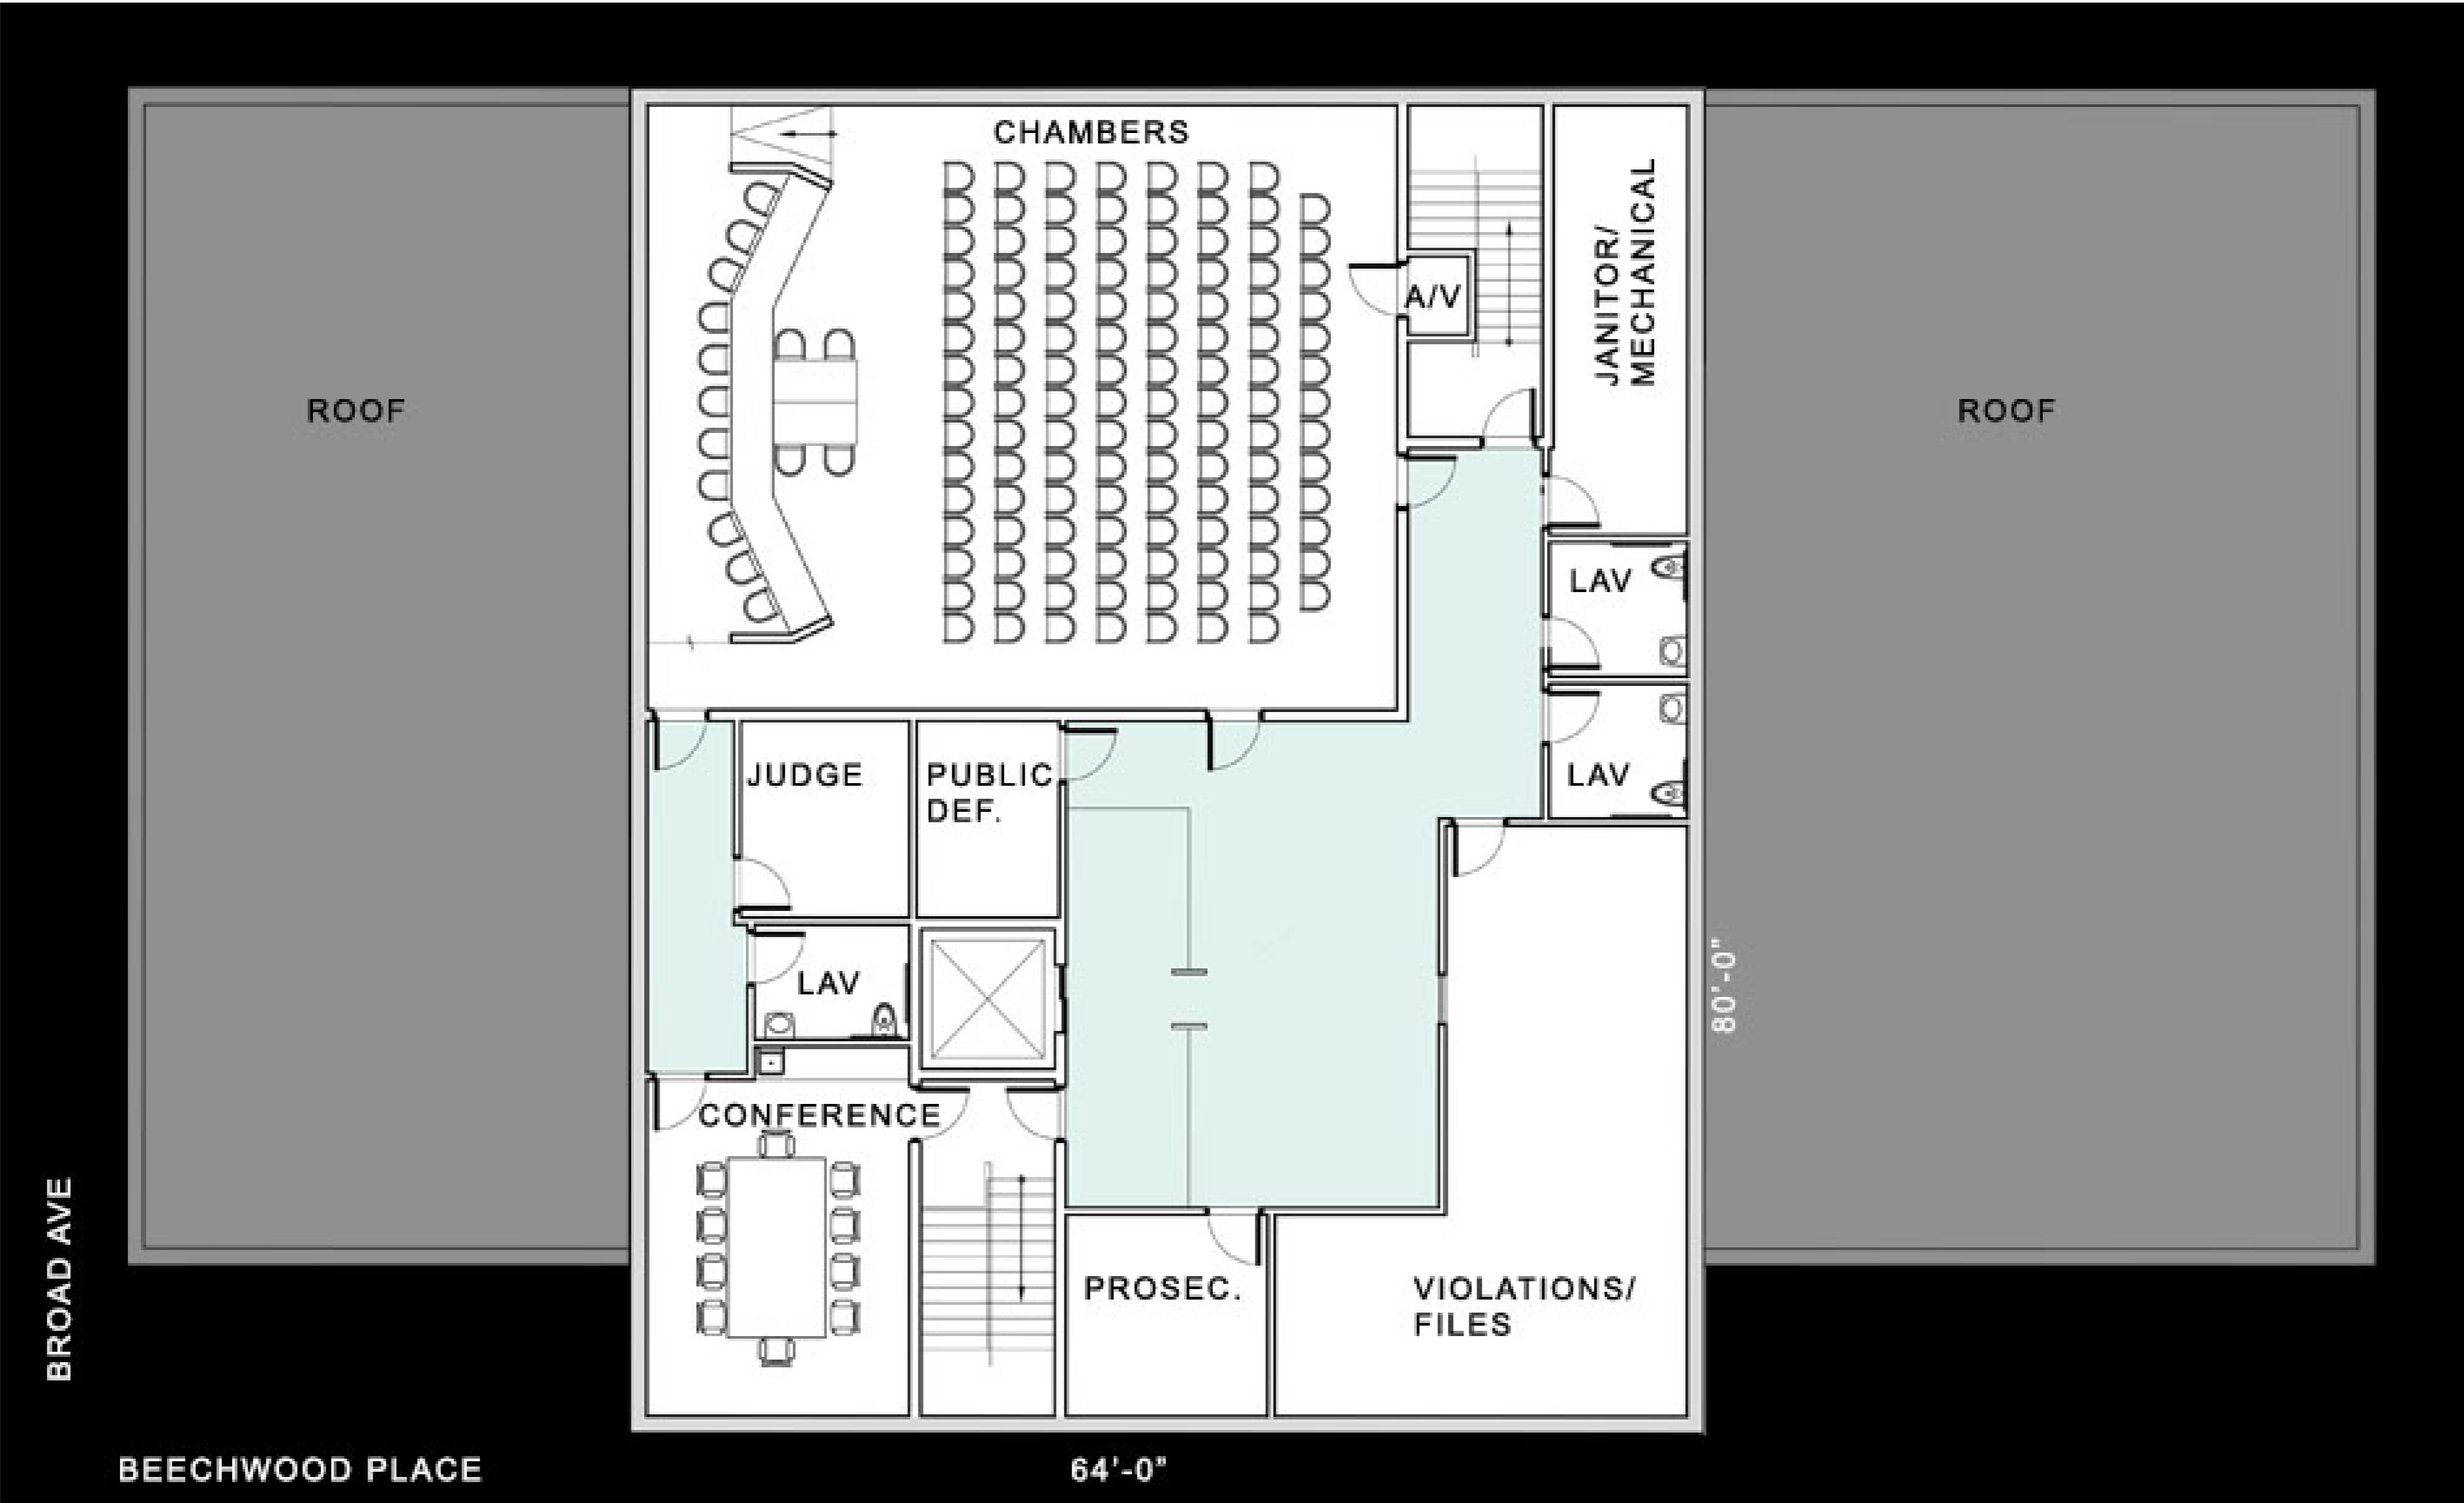 CHAMBERS
JANITOR/
MECHANICAL
A/V
ROOF
ROOF
LAV
JUDGE
PUBLIC
DEF.
LAV
LAV
80'-0"
CONFERENCE
PROSEC.
VIOLATIONS/
FILES
BROAD AVE
BEECHWOOD PLACE
64'-0"